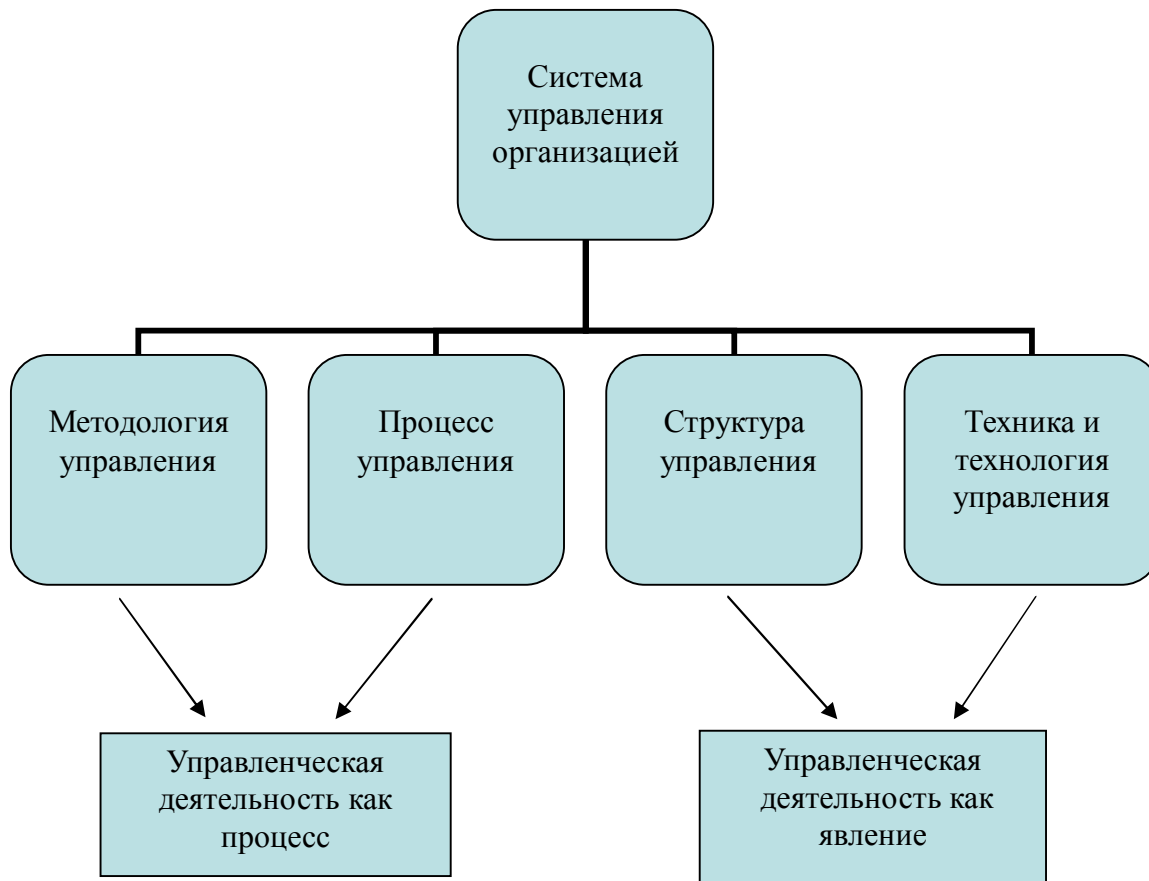 Система
управления
организацией
Методология
управления
Процесс
управления
Структура
управления
Техника и
технология
управления
Управленческая
деятельность как
процесс
Управленческая
деятельность как
явление